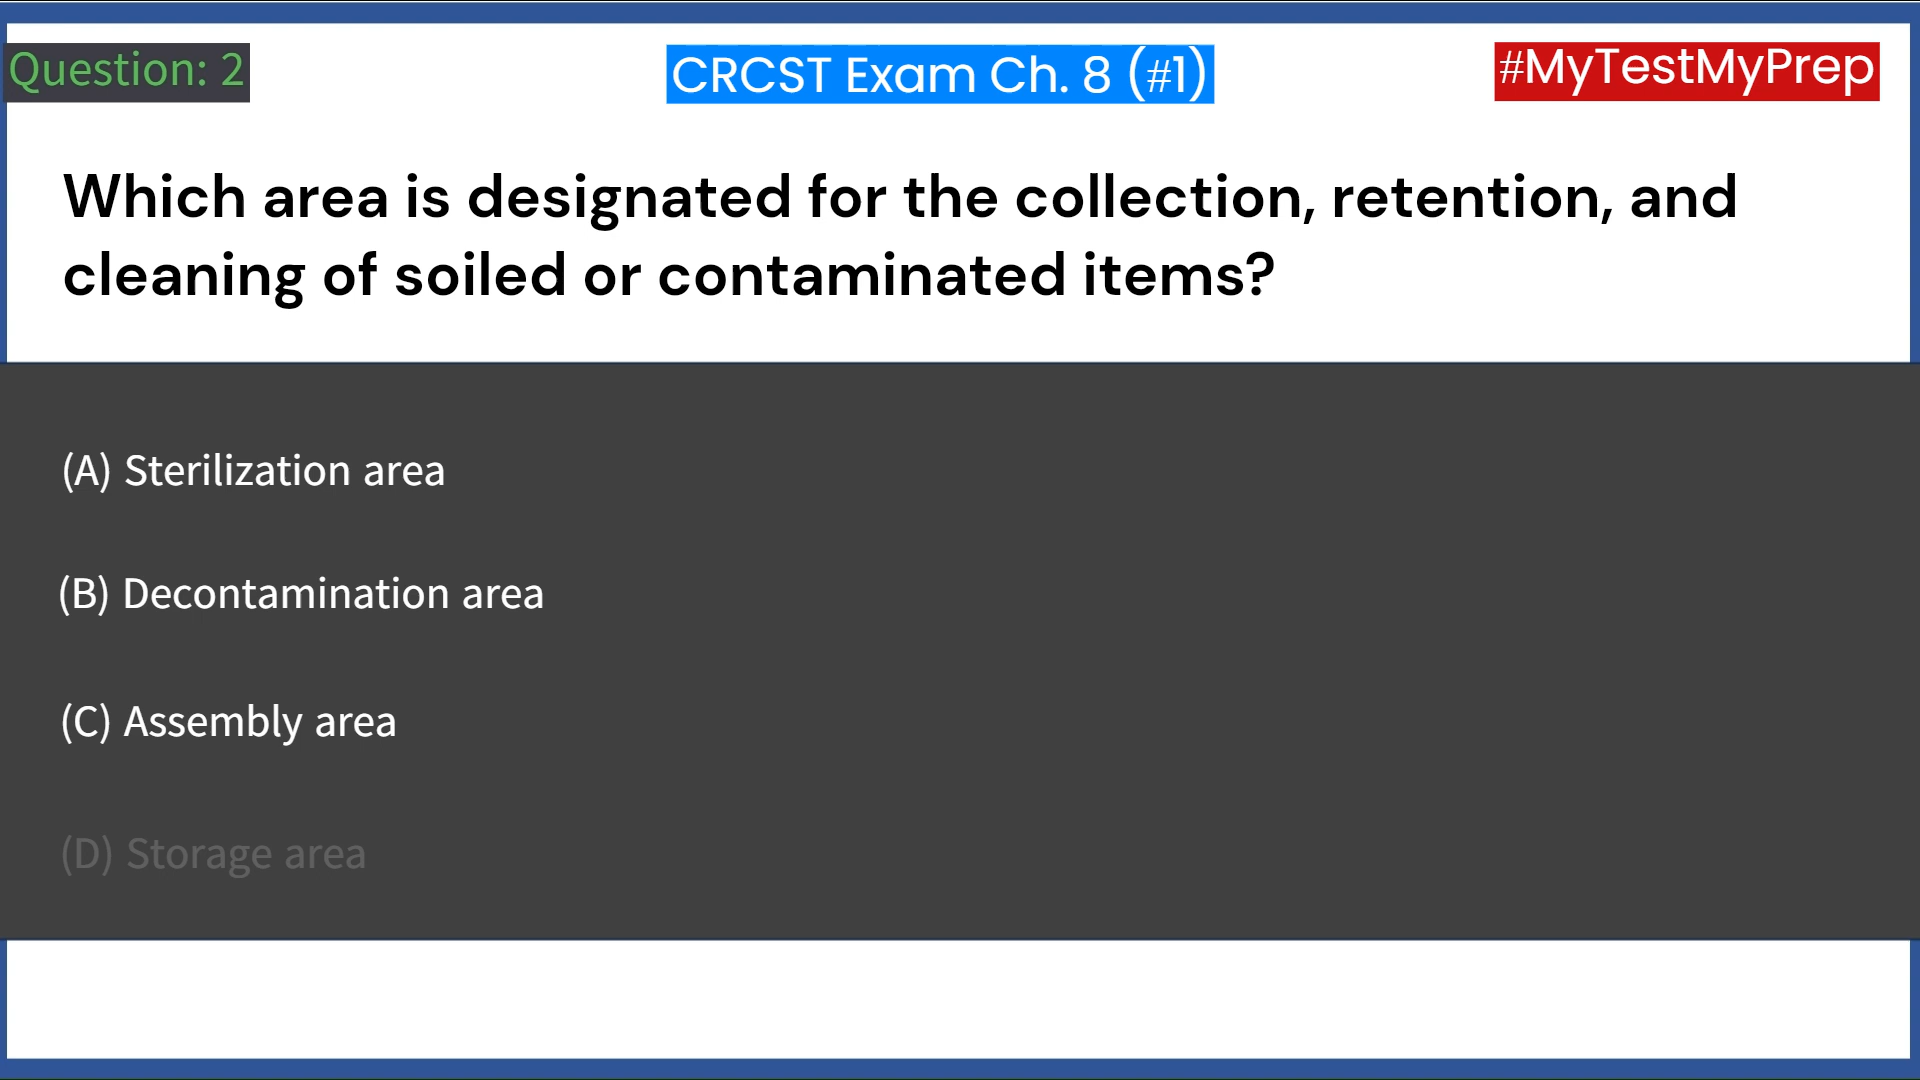 Question: 2
CRCST Exam Ch. 8 (#1)
#MyTestMyPrep
Which area is designated for the collection, retention, and
cleaning of soiled or contaminated items?
(A) Sterilization area
(B) Decontamination area
(C) Assembly area
(D) Storage area